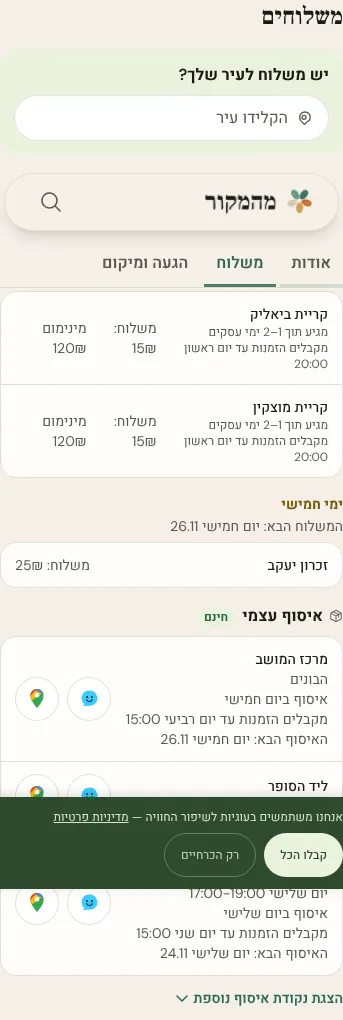 משלוחים
יש משלוח לעיר שלך?
הקלידו עיר
מהמקור
אודות
משלוח
הגעה ומיקום
קריית ביאליק
מגיע תוך 1–2 ימי עסקים
מקבלים הזמנות עד יום ראשון
20:00
משלוח:
15₪
מינימום
120₪
קריית מוצקין
מגיע תוך 1–2 ימי עסקים
מקבלים הזמנות עד יום ראשון
20:00
משלוח:
15₪
מינימום
120₪
ימי חמישי
המשלוח הבא: יום חמישי 26.11
זכרון יעקב
משלוח: 25₪
איסוף עצמי חינם
מרכז המושב
הבונים
איסוף ביום חמישי
מקבלים הזמנות עד יום רביעי 15:00
האיסוף הבא: יום חמישי 26.11
ליד הסופר
אנחנו משתמשים בעוגיות לשיפור החוויה — מדיניות פרטיות
קבלו הכל
רק הכרחיים
יום שלישי 17:00-19:00
איסוף ביום שלישי
מקבלים הזמנות עד יום שני 15:00
האיסוף הבא: יום שלישי 24.11
הצגת נקודת איסוף נוספת